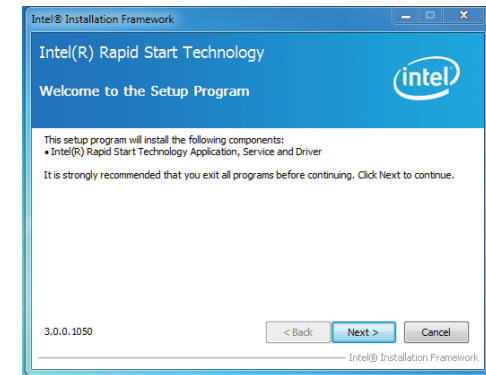 Intel® Installation Framework
Intel(R) Rapid Start Technology
Welcome to the Setup Program
intel®
This setup program will install the following components:
• Intel(R) Rapid Start Technology Application, Service and Driver
It is strongly recommended that you exit all programs before continuing. Click Next to continue.
3.0.0.1050
< Back
Next >
Cancel
Intel® Installation Framework